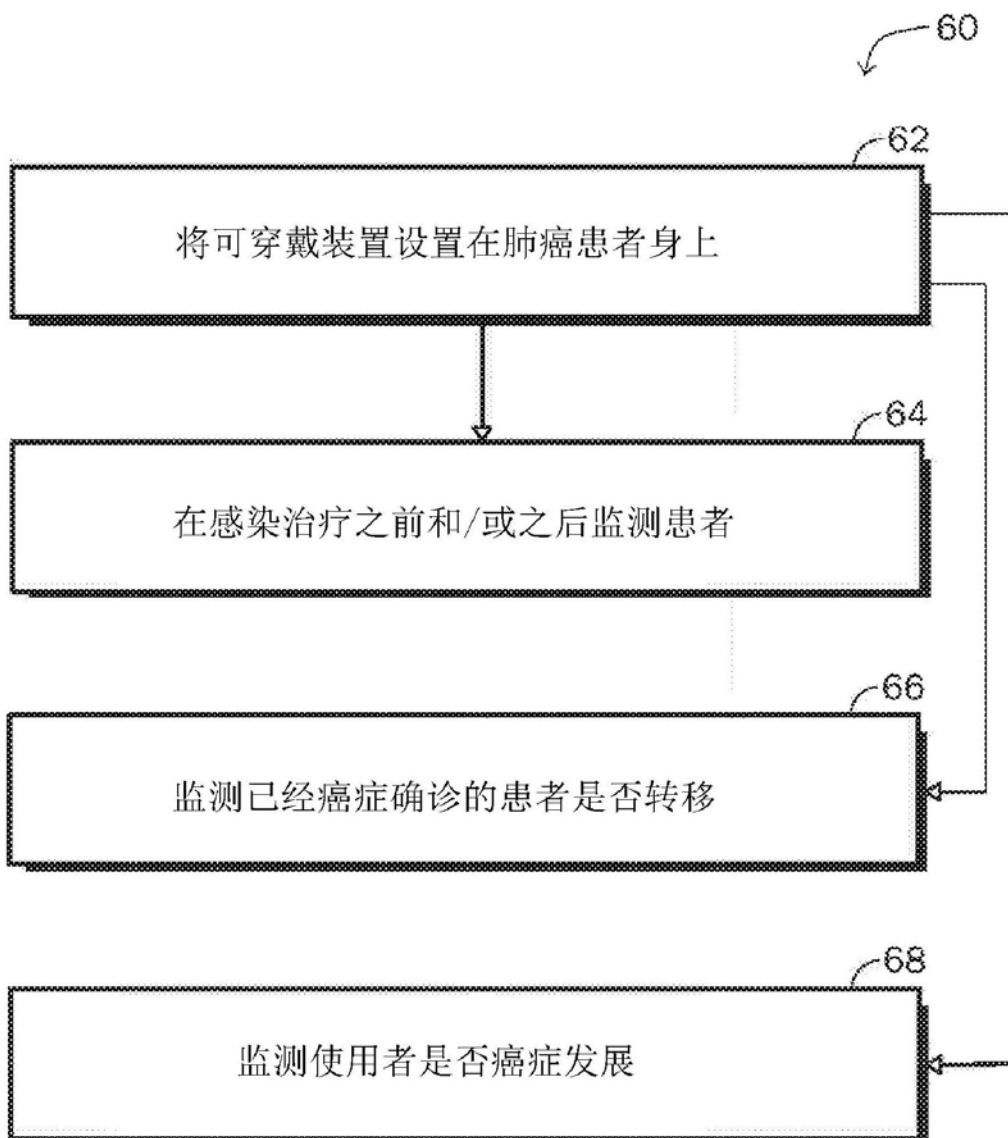 60
62
将可穿戴装置设置在肺癌患者身上
64
在感染治疗之前和/或之后监测患者
66
监测已经癌症确诊的患者是否转移
68
监测使用者是否癌症发展